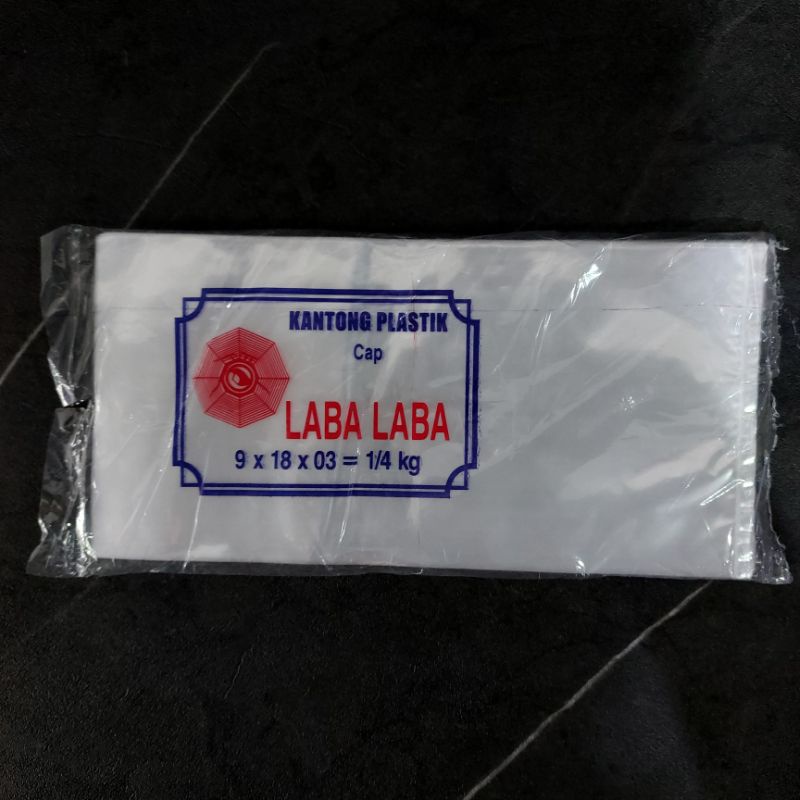 KANTONG PLASTIK
Cap
LABA LABA
9 x 18 x 03 = 1/4 kg